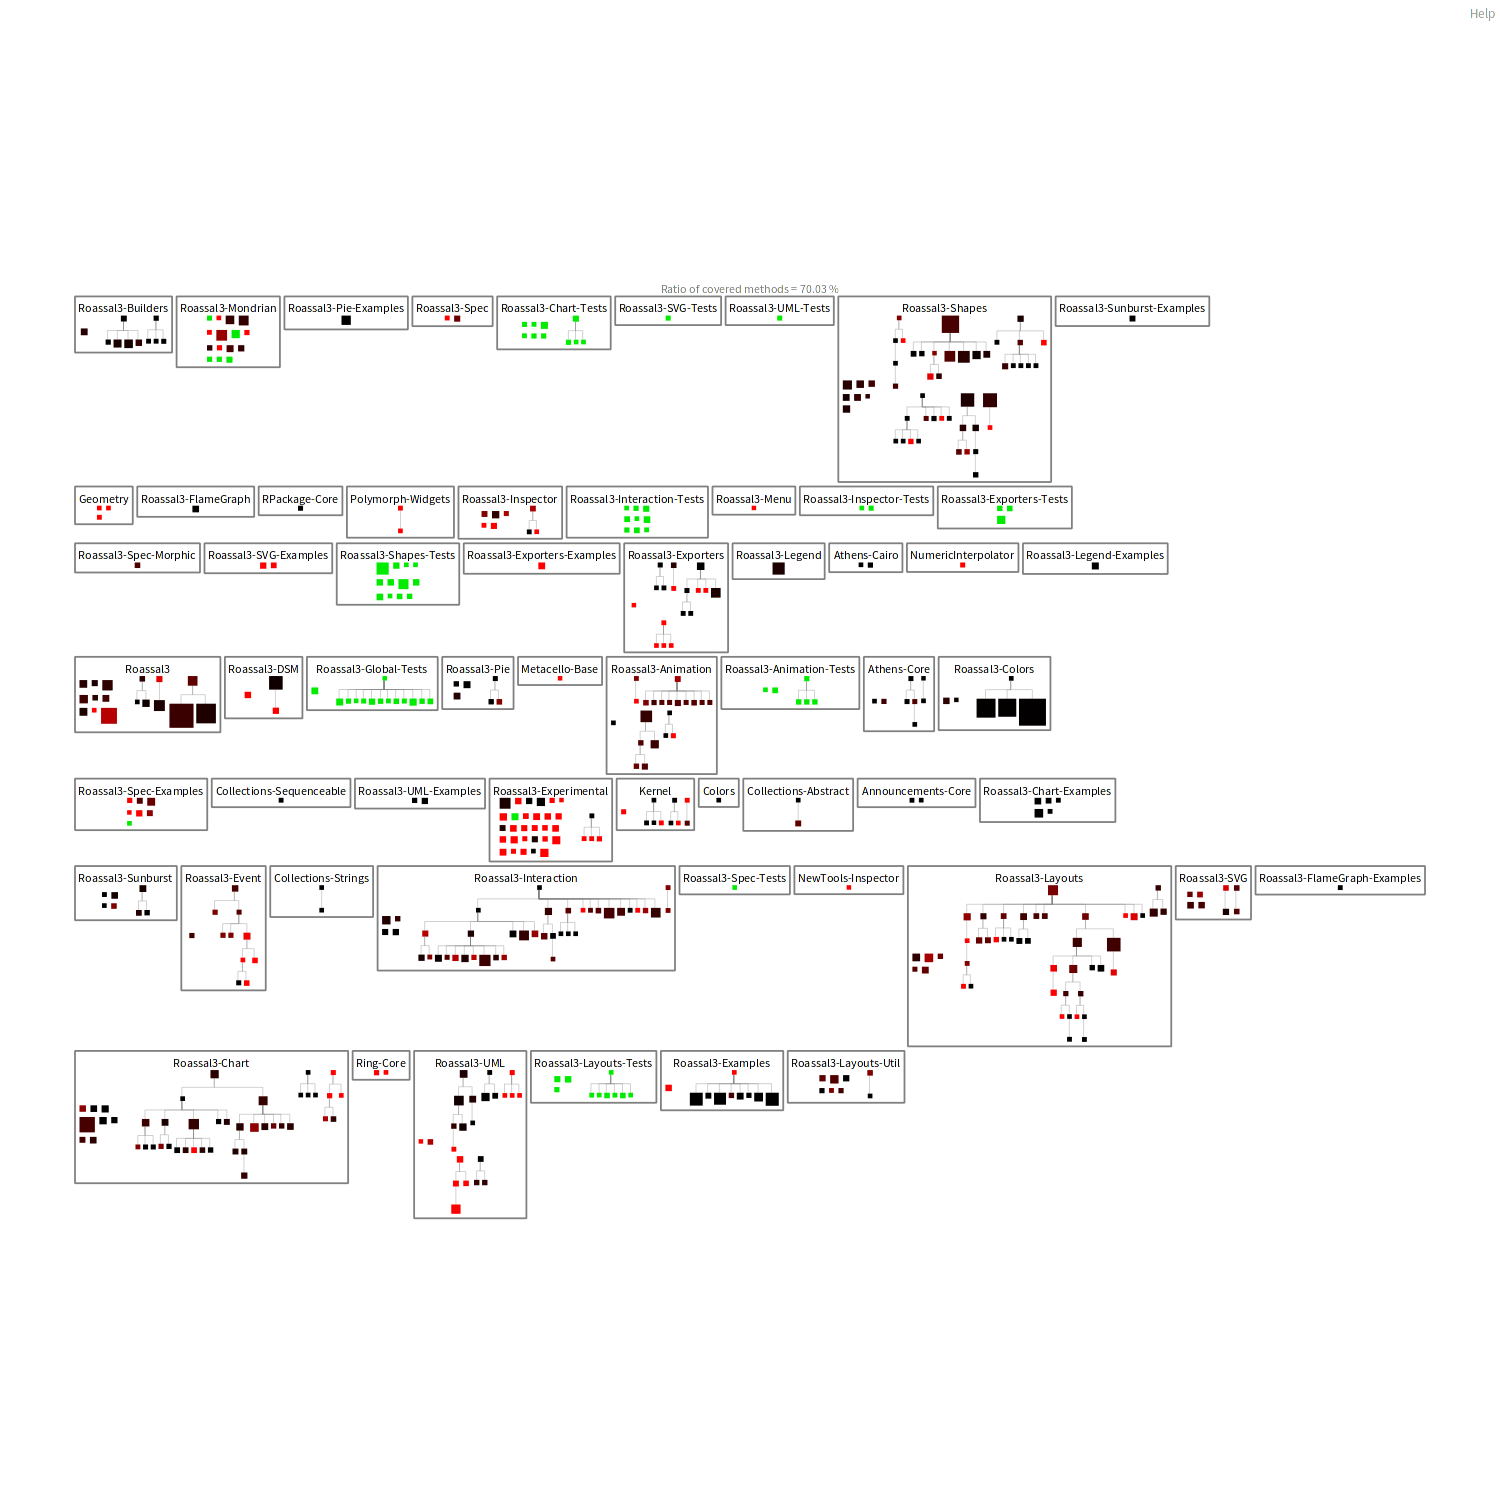 Help
Ratio of covered methods = 70.03 %
Roassal3-Builders
Roassal3-Mondrian
Roassal3-Pie-Examples
Roassal3-Spec
Roassal3-Chart-Tests
Roassal3-SVG-Tests
Roassal3-UML-Tests
Roassal3-Shapes
Roassal3-Sunburst-Examples
Geometry
Roassal3-FlameGraph
RPackage-Core
Polymorph-Widgets
Roassal3-Inspector
Roassal3-Interaction-Tests
Roassal3-Menu
Roassal3-Inspector-Tests
Roassal3-Exporters-Tests
Roassal3-Spec-Morphic
Roassal3-SVG-Examples
Roassal3-Shapes-Tests
Roassal3-Exporters-Examples
Roassal3-Exporters
Roassal3-Legend
Athens-Cairo
NumericInterpolator
Roassal3-Legend-Examples
Roassal3
Roassal3-DSM
Roassal3-Global-Tests
Roassal3-Pie
Metacello-Base
Roassal3-Animation
Roassal3-Animation-Tests
Athens-Core
Roassal3-Colors
Roassal3-Spec-Examples
Collections-Sequenceable
Roassal3-UML-Examples
Roassal3-Experimental
Kernel
Colors
Collections-Abstract
Announcements-Core
Roassal3-Chart-Examples
Roassal3-Sunburst
Roassal3-Event
Collections-Strings
Roassal3-Interaction
Roassal3-Spec-Tests
NewTools-Inspector
Roassal3-Layouts
Roassal3-SVG
Roassal3-FlameGraph-Examples
Roassal3-Chart
Ring-Core
Roassal3-UML
Roassal3-Layouts-Tests
Roassal3-Examples
Roassal3-Layouts-Util